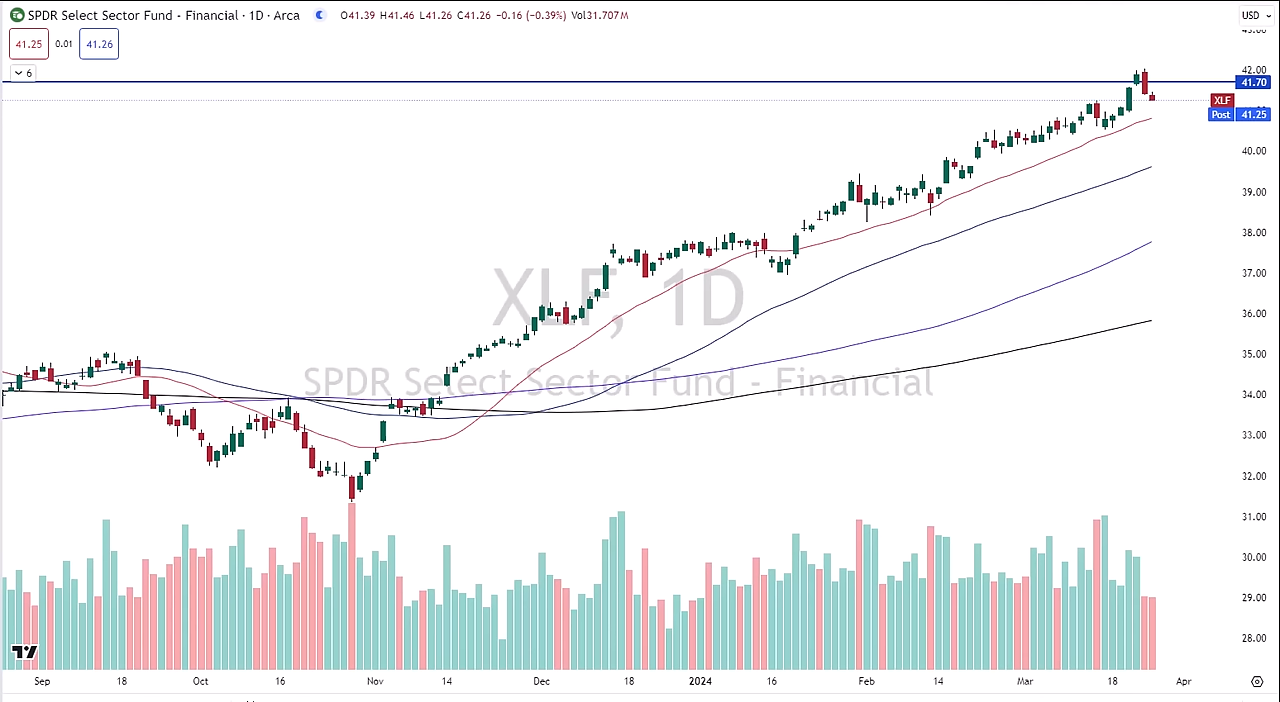 SPDR Select Sector Fund - Financial · 1D · Arca O41.39 H41.46 L41.26 C41.26 −0.16 (−0.39%) Vol31.707M
USD
41.25 0.01 41.26
6
42.00
41.70
XLF
Post 41.25
40.00
39.00
38.00
37.00
36.00
35.00
34.00
33.00
32.00
31.00
30.00
29.00
28.00
XLF, 1D
SPDR Select Sector Fund - Financial
Sep 18 Oct 16 Nov 14 Dec 18 2024 16 Feb 14 Mar 18 Apr